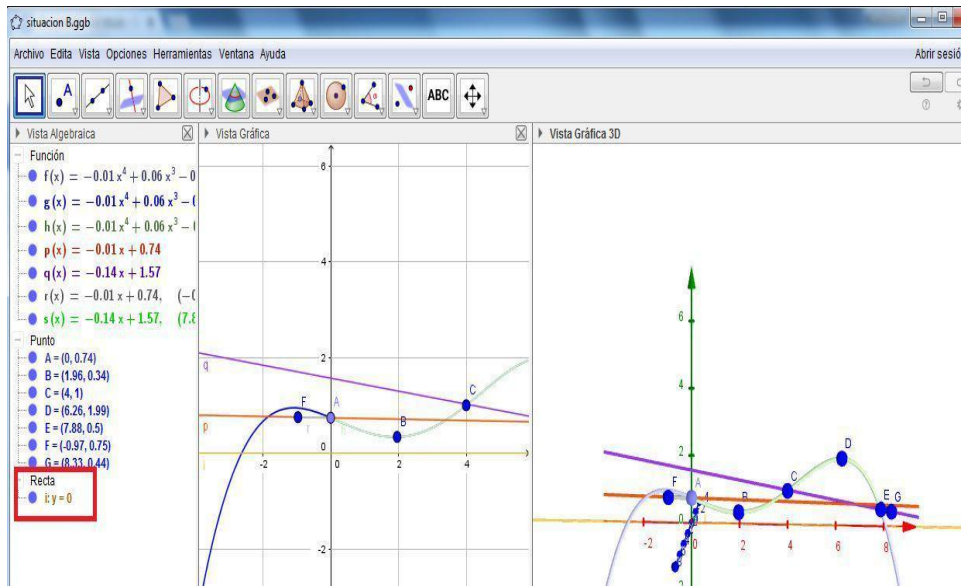 situacion B.ggb
Archivo Edita Vista Opciones Herramientas Ventana Ayuda
Abrir sesió
A
ABC
Vista Algebraica
Vista Gráfica
Vista Gráfica 3D
Función
f(x) = −0.01 x⁴ + 0.06 x³ − 0
g(x) = −0.01 x⁴ + 0.06 x³ −
h(x) = −0.01 x⁴ + 0.06 x³ −
p(x) = −0.01 x + 0.74
q(x) = −0.14 x + 1.57
r(x) = −0.01 x + 0.74, (−0
s(x) = −0.14 x + 1.57, (7.8
Punto
A = (0, 0.74)
B = (1.96, 0.34)
C = (4, 1)
D = (6.26, 1.99)
E = (7.88, 0.5)
F = (-0.97, 0.75)
G = (8.33, 0.44)
Recta
i: y = 0
6
4
2
0
-2
-2 0 2 4
q
p
i
F
A
B
C
6
4
2
0
-2 0 2 4 6 8
F
A
B
C
D
E G